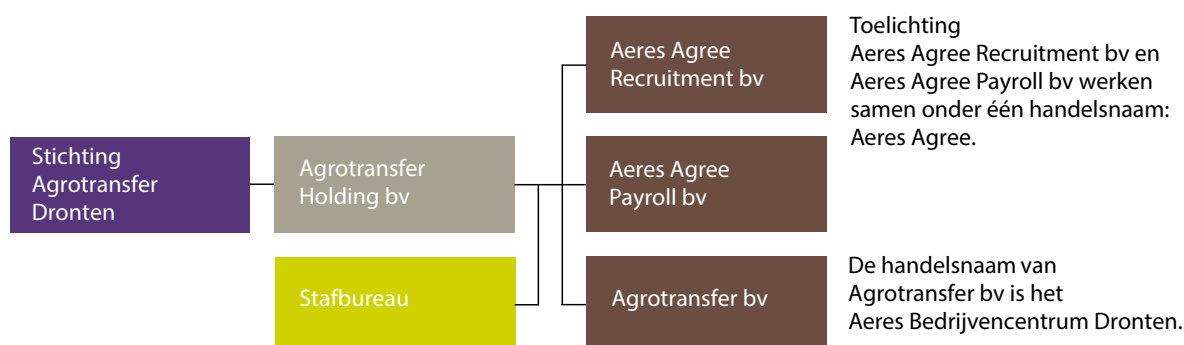 Stichting
Agrotransfer
Dronten
Agrotransfer
Holding bv
Stafbureau
Aeres Agree
Recruitment bv
Aeres Agree
Payroll bv
Agrotransfer bv
Toelichting
Aeres Agree Recruitment bv en
Aeres Agree Payroll bv werken
samen onder één handelsnaam:
Aeres Agree.
De handelsnaam van
Agrotransfer bv is het
Aeres Bedrijvencentrum Dronten.